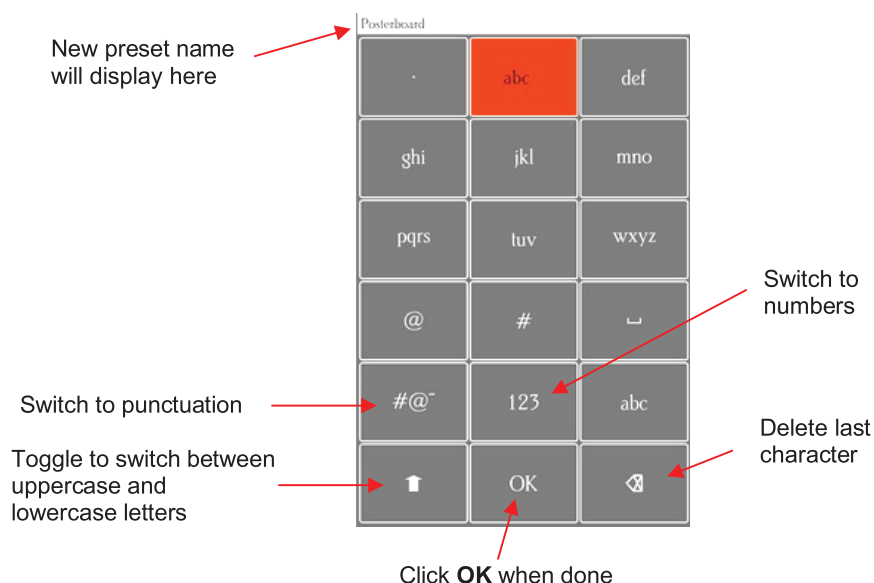 Posterboard
New preset name
will display here
. abc def
ghi jkl mno
pqrs tuv wxyz
Switch to
numbers
@ # ⌴
Switch to punctuation
#@¯ 123 abc
Delete last
character
Toggle to switch between
uppercase and
lowercase letters
OK
Click OK when done